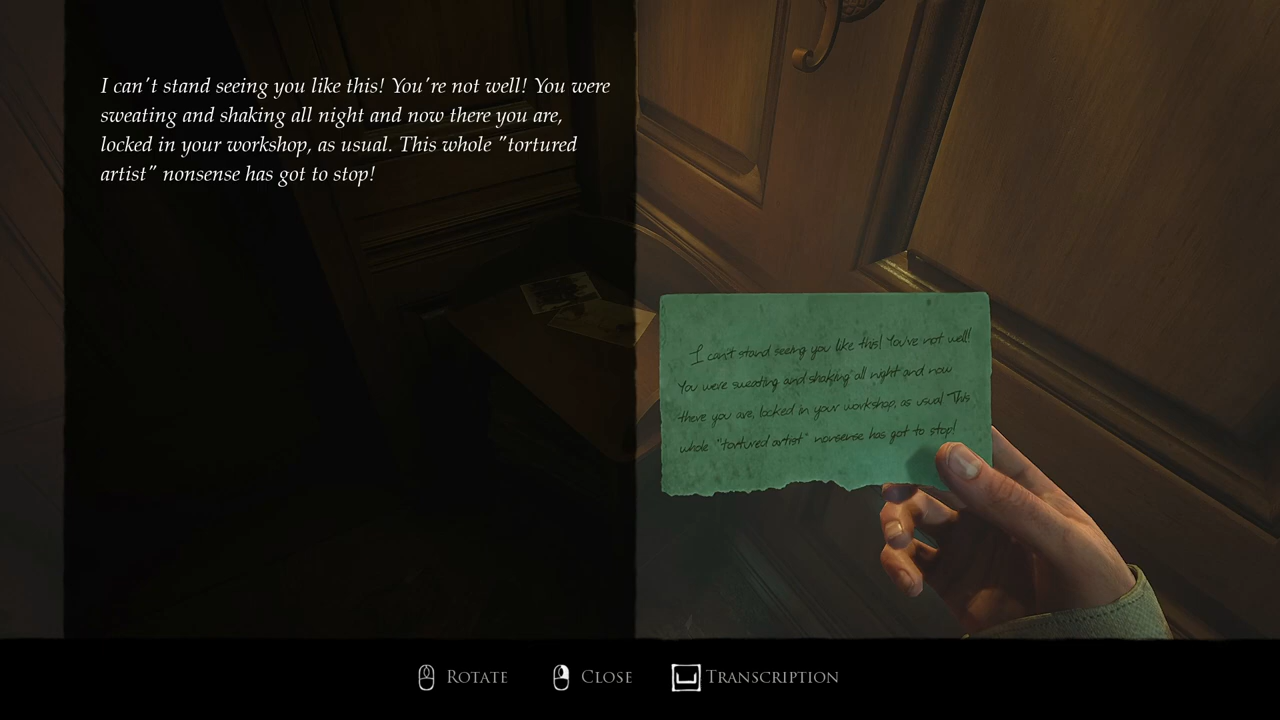 I can't stand seeing you like this! You're not well! You were
sweating and shaking all night and now there you are,
locked in your workshop, as usual. This whole "tortured
artist" nonsense has got to stop!
I can't stand seeing you like this! You're not well!
You were sweating and shaking all night and now
there you are, locked in your workshop, as usual. This
whole "tortured artist" nonsense has got to stop!
ROTATE CLOSE TRANSCRIPTION